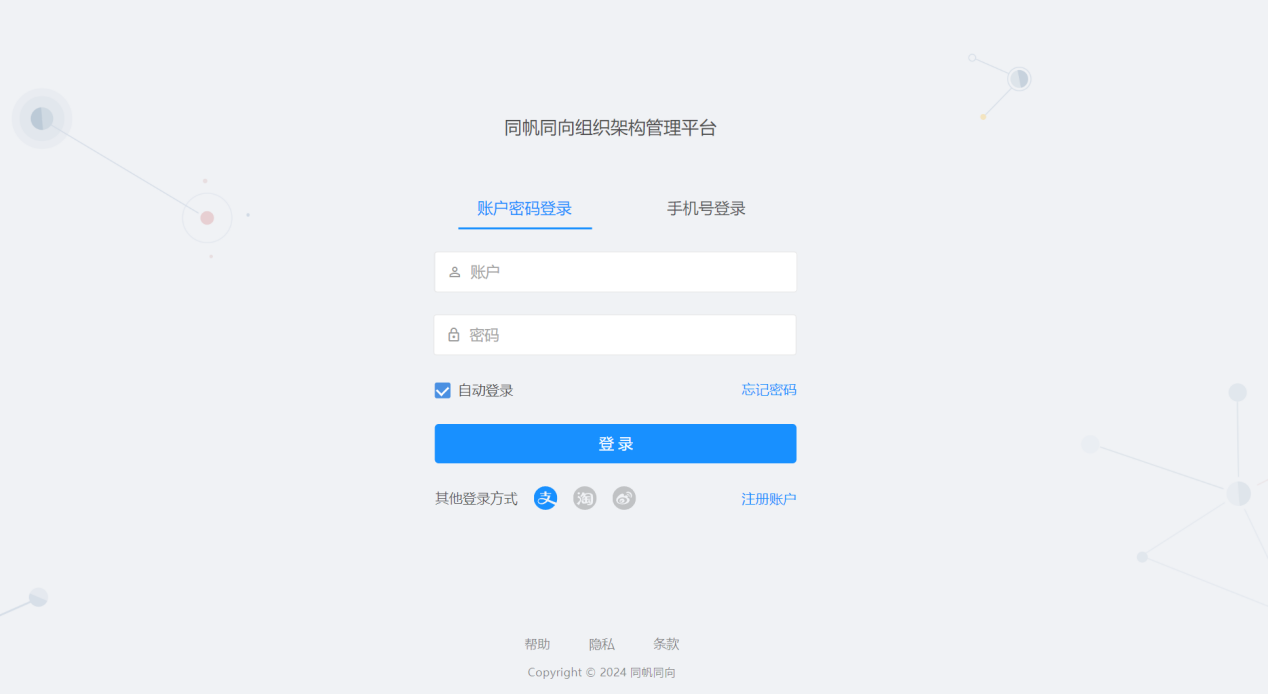 同帆同向组织架构管理平台
账户密码登录 手机号登录
账户
密码
自动登录 忘记密码
登录
其他登录方式 支 淘 注册账户
帮助 隐私 条款
Copyright © 2024 同帆同向